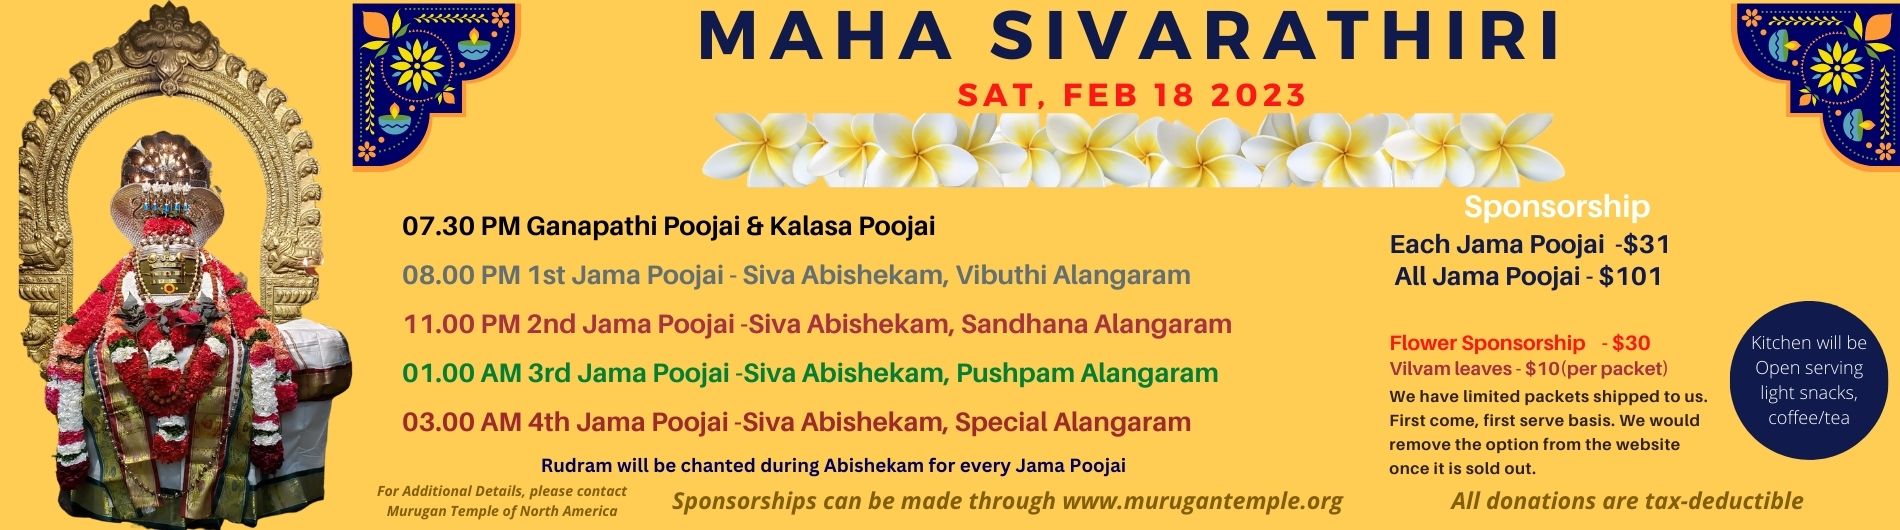 MAHA SIVARATHIRI
SAT, FEB 18 2023
07.30 PM Ganapathi Poojai & Kalasa Poojai
08.00 PM 1st Jama Poojai - Siva Abishekam, Vibuthi Alangaram
11.00 PM 2nd Jama Poojai -Siva Abishekam, Sandhana Alangaram
01.00 AM 3rd Jama Poojai -Siva Abishekam, Pushpam Alangaram
03.00 AM 4th Jama Poojai -Siva Abishekam, Special Alangaram
Rudram will be chanted during Abishekam for every Jama Poojai
Sponsorship
Each Jama Poojai -$31
All Jama Poojai - $101
Flower Sponsorship - $30
Vilvam leaves - $10(per packet)
We have limited packets shipped to us.
First come, first serve basis. We would
remove the option from the website
once it is sold out.
Kitchen will be
Open serving
light snacks,
coffee/tea
For Additional Details, please contact
Murugan Temple of North America
Sponsorships can be made through www.murugantemple.org
All donations are tax-deductible